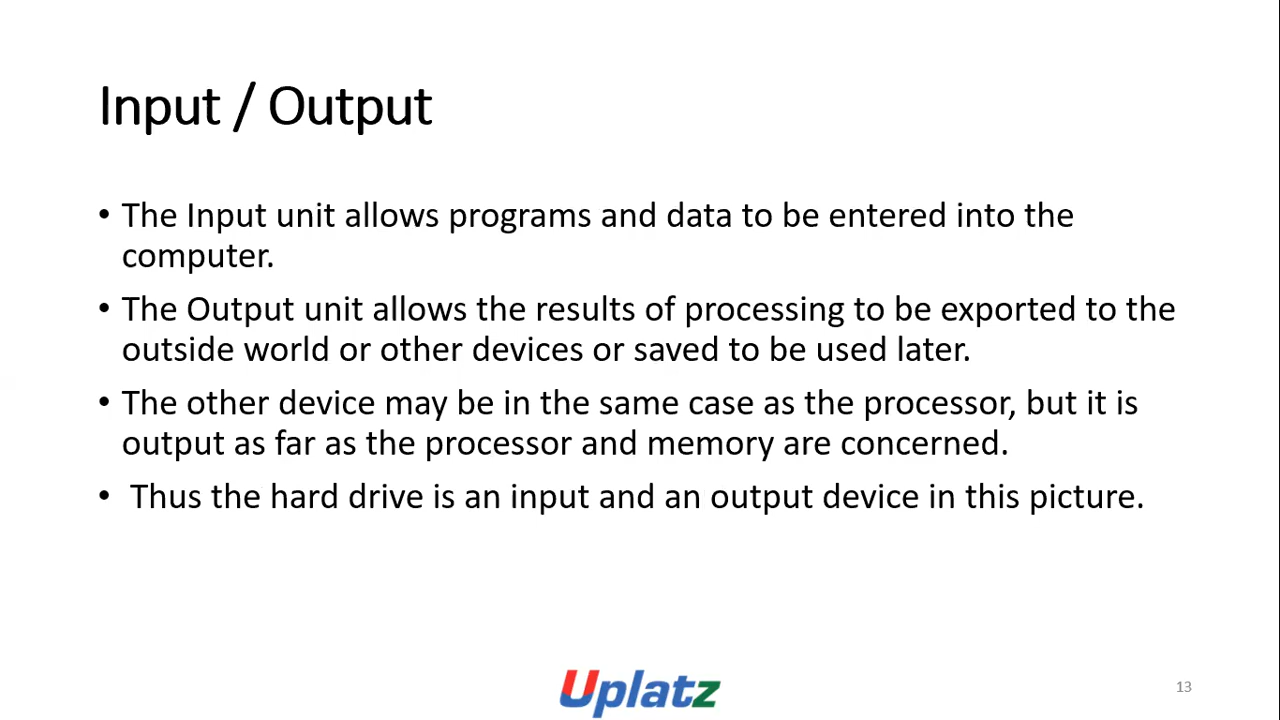 Input / Output
• The Input unit allows programs and data to be entered into the
computer.
• The Output unit allows the results of processing to be exported to the
outside world or other devices or saved to be used later.
• The other device may be in the same case as the processor, but it is
output as far as the processor and memory are concerned.
• Thus the hard drive is an input and an output device in this picture.
Uplatz
13